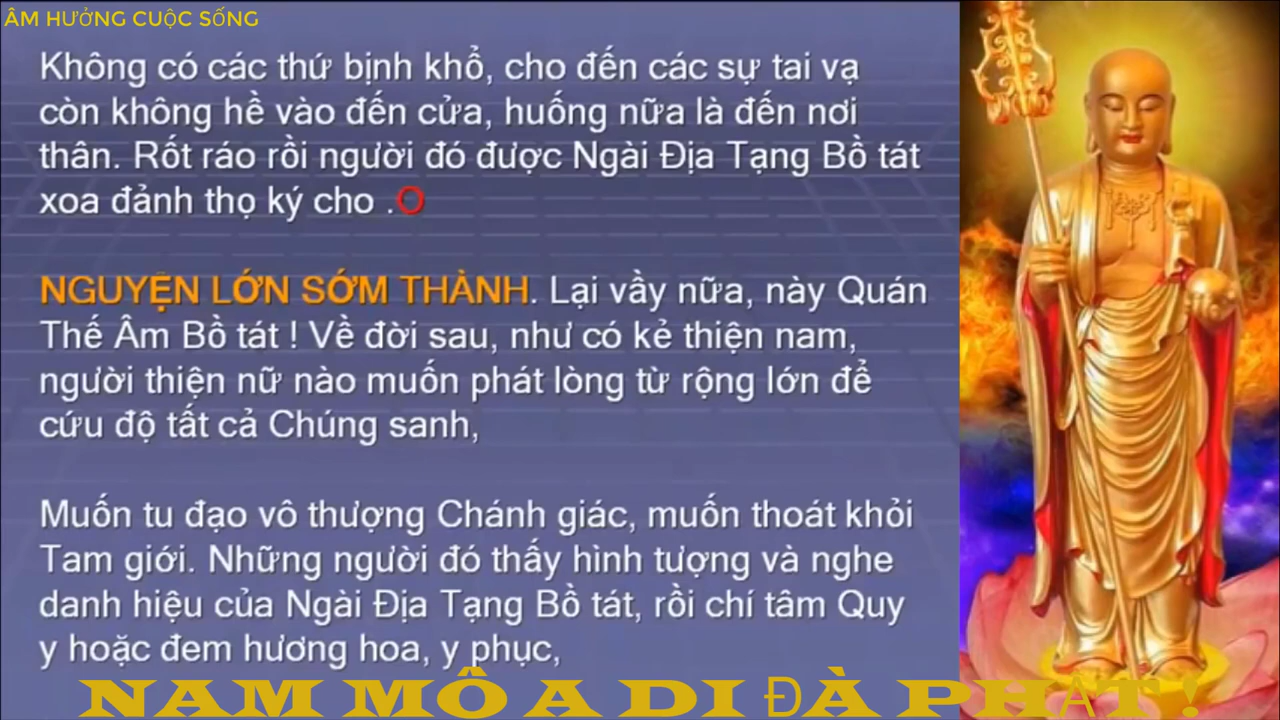 ÂM HƯỞNG CUỘC SỐNG
Không có các thứ bịnh khổ, cho đến các sự tai vạ
còn không hề vào đến cửa, huống nữa là đến nơi
thân. Rốt ráo rồi người đó được Ngài Địa Tạng Bồ tát
xoa đảnh thọ ký cho .O
NGUYỆN LỚN SỚM THÀNH. Lại vầy nữa, này Quán
Thế Âm Bồ tát ! Về đời sau, như có kẻ thiện nam,
người thiện nữ nào muốn phát lòng từ rộng lớn để
cứu độ tất cả Chúng sanh,
Muốn tu đạo vô thượng Chánh giác, muốn thoát khỏi
Tam giới. Những người đó thấy hình tượng và nghe
danh hiệu của Ngài Địa Tạng Bồ tát, rồi chí tâm Quy
y hoặc đem hương hoa, y phục,
NAM MÔ A DI ĐÀ PHẬT !